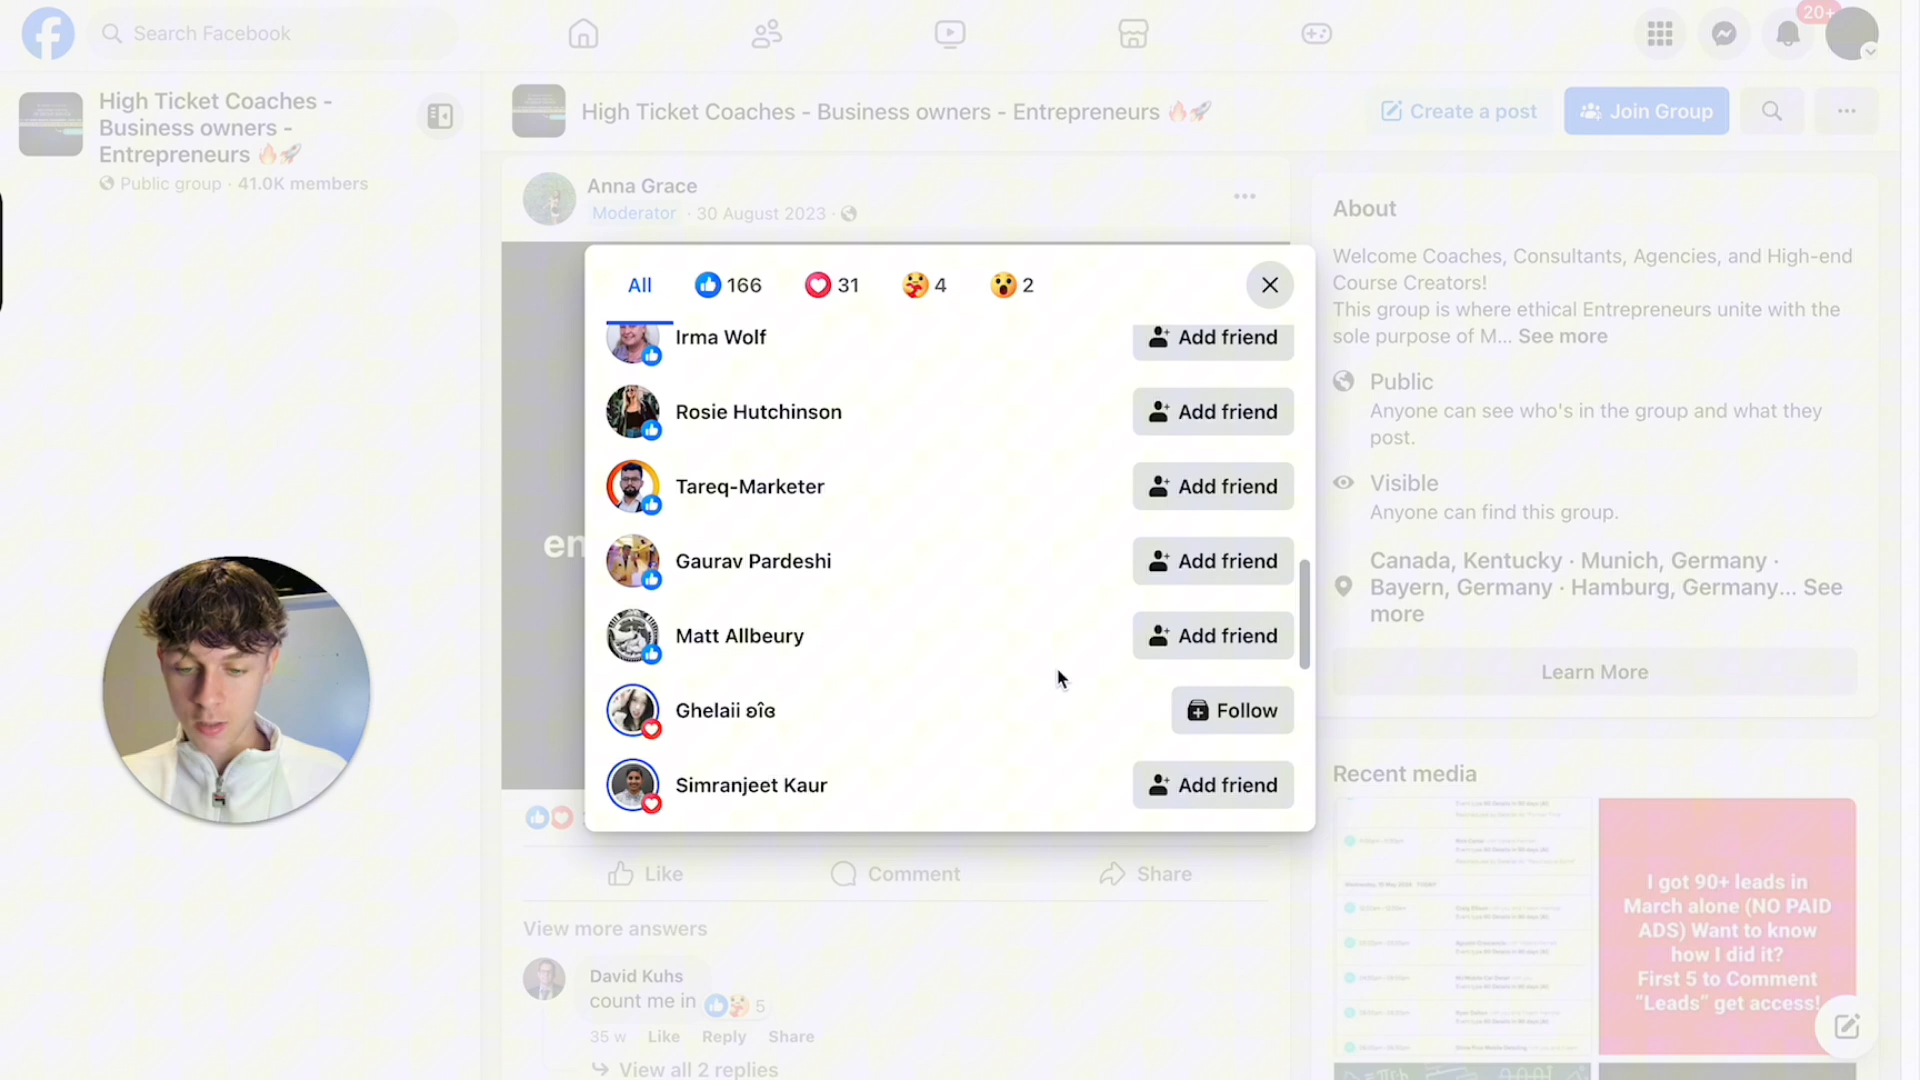 Search Facebook
20+
High Ticket Coaches -
Business owners -
Entrepreneurs 🔥🚀
Public group · 41.0K members
High Ticket Coaches - Business owners - Entrepreneurs 🔥🚀
Create a post
Join Group
Anna Grace
Moderator · 30 August 2023 ·
en
All
166
31
4
2
Irma Wolf
Add friend
Rosie Hutchinson
Add friend
Tareq-Marketer
Add friend
Gaurav Pardeshi
Add friend
Matt Allbeury
Add friend
Ghelaii ʚîɞ
Follow
Simranjeet Kaur
Add friend
Like
Comment
Share
View more answers
David Kuhs
count me in
5
35 w
Like
Reply
Share
View all 2 replies
About
Welcome Coaches, Consultants, Agencies, and High-end
Course Creators!
This group is where ethical Entrepreneurs unite with the
sole purpose of M... See more
Public
Anyone can see who's in the group and what they
post.
Visible
Anyone can find this group.
Canada, Kentucky · Munich, Germany ·
Bayern, Germany · Hamburg, Germany... See
more
Learn More
Recent media
I got 90+ leads in
March alone (NO PAID
ADS) Want to know
how I did it?
First 5 to Comment
"Leads" get access!